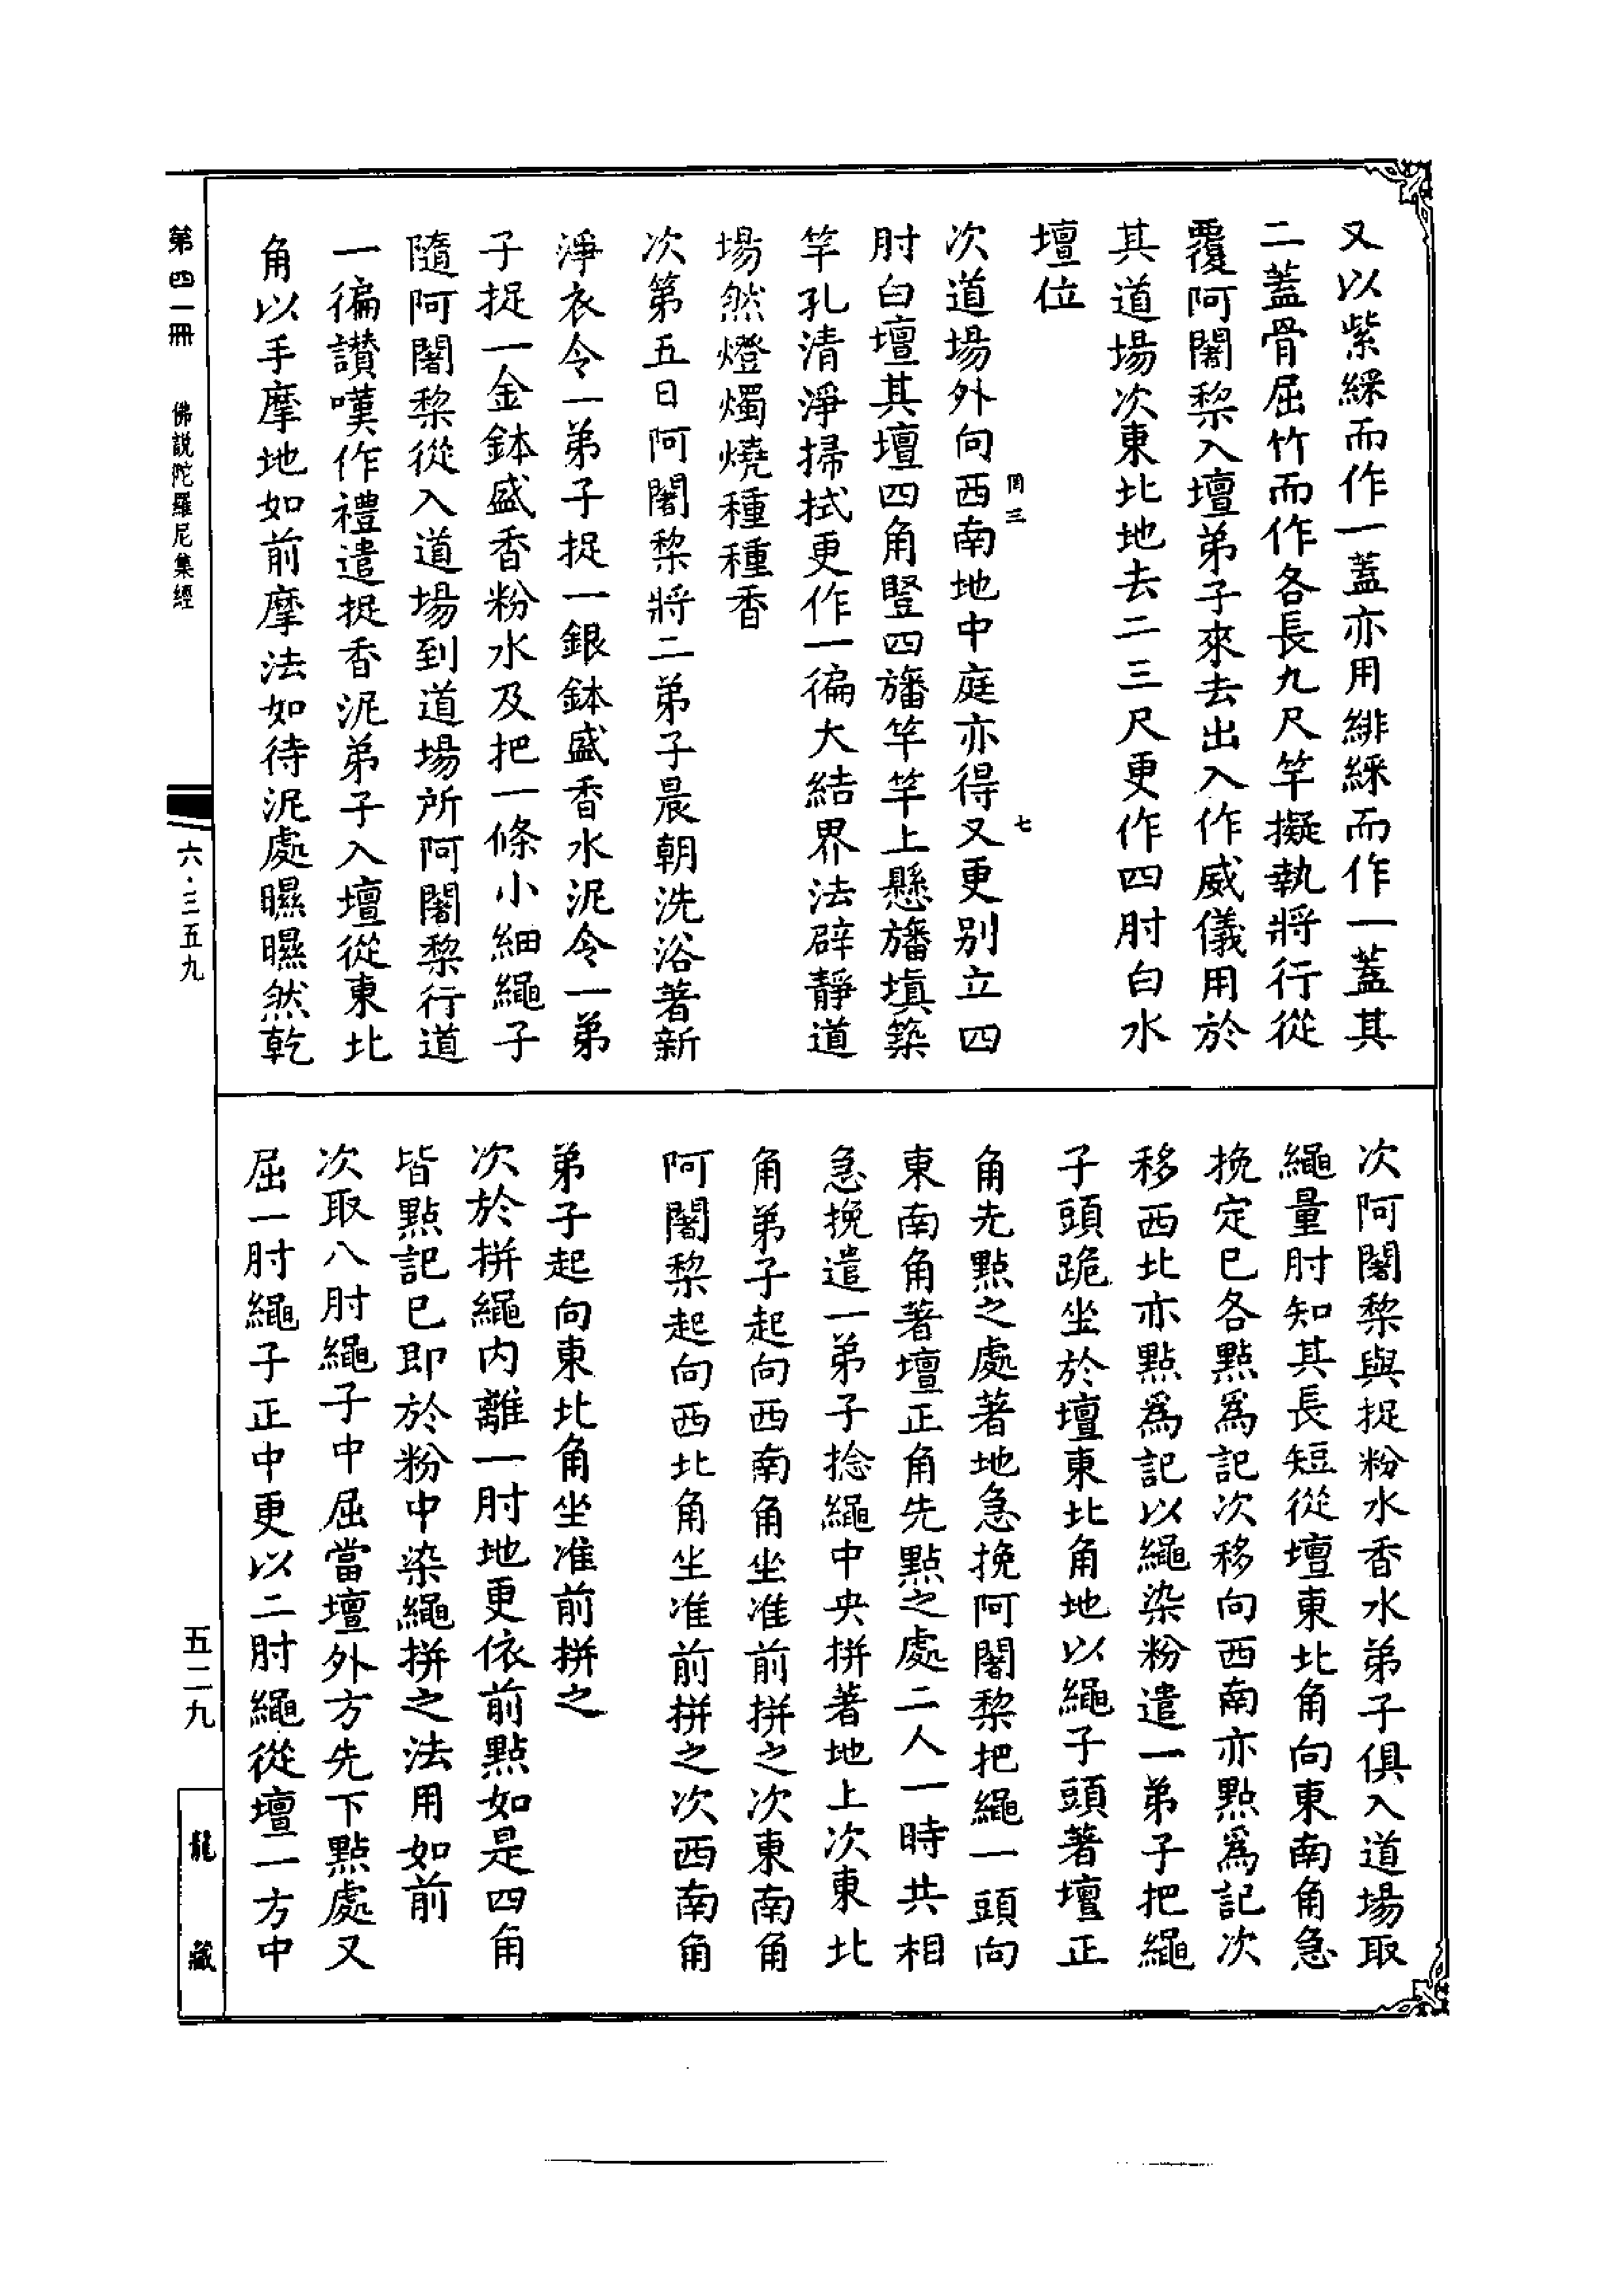 又以紫綵而作一蓋亦用緋綵而作一蓋其
二蓋骨屈竹而作各長九尺竿擬執將行從
覆阿闍棃入壇弟子來去出入作威儀用於
其道場次東北地去二三尺更作四肘白水
壇位
罔三 七
次道場外向西南地中庭亦得又更別立四
肘白壇其壇四角豎四旛竿竿上懸旛塡築
竿孔清淨掃拭更作一徧大結界法辟靜道
場然燈燭燒種種香
次第五日阿闍棃將二弟子晨朝洗浴著新
淨衣令一弟子捉一銀鉢盛香水泥令一弟
子捉一金鉢盛香粉水及把一條小細繩子
隨阿闍棃從入道場到道場所阿闍棃行道
一徧讃嘆作禮遣捉香泥弟子入壇從東北
角以手摩地如前摩法如待泥處㬠㬠然乾
次阿闍棃與捉粉水香水弟子俱入道場取
繩量肘知其長短從壇東北角向東南角急
挽定巳各點爲記次移向西南亦點爲記次
移西北亦點爲記以繩染粉遣一弟子把繩
子頭跪坐於壇東北角地以繩子頭著壇正
角先點之處著地急挽阿闍棃把繩一頭向
東南角著壇正角先點之處二人一時共相
急挽遣一弟子捻繩中央拼著地上次東北
角弟子起向西南角坐准前拼之次東南角
阿闍棃起向西北角坐准前拼之次西南角
弟子起向東北角坐准前拼之
次於拼繩内離一肘地更依前點如是四角
皆點記巳即於粉中染繩拼之法用如前
次取八肘繩子中屈當壇外方先下點處又
屈一肘繩子正中更以二肘繩從壇一方中
第四一冊 佛說陀羅尼集經
六·三五九
五二九
龍藏